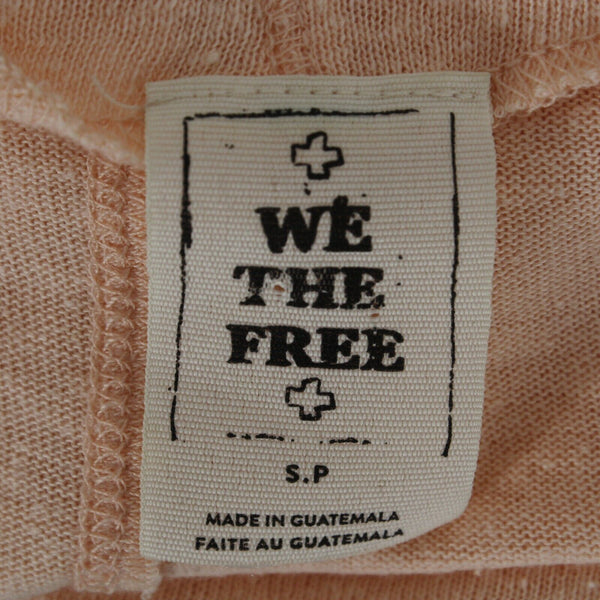 WE
THE
FREE
S.P
MADE IN GUATEMALA
FAITE AU GUATEMALA